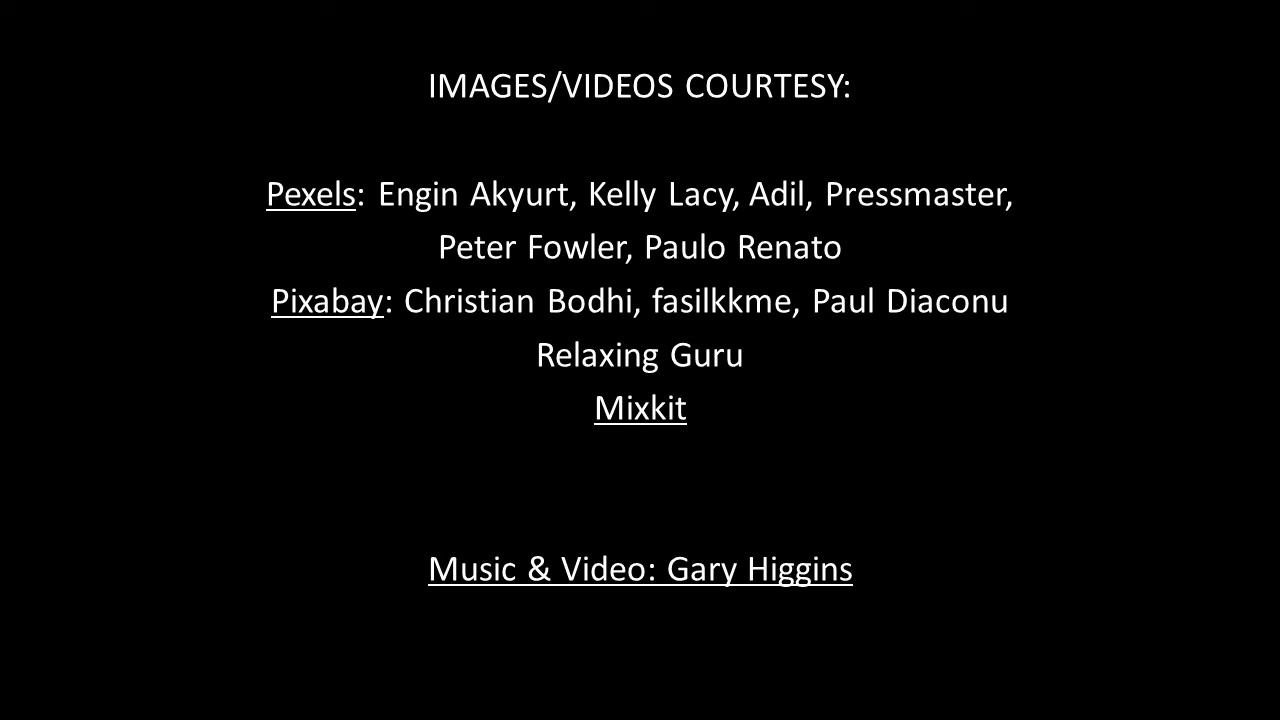 IMAGES/VIDEOS COURTESY:
Pexels: Engin Akyurt, Kelly Lacy, Adil, Pressmaster,
Peter Fowler, Paulo Renato
Pixabay: Christian Bodhi, fasilkkme, Paul Diaconu
Relaxing Guru
Mixkit
Music & Video: Gary Higgins